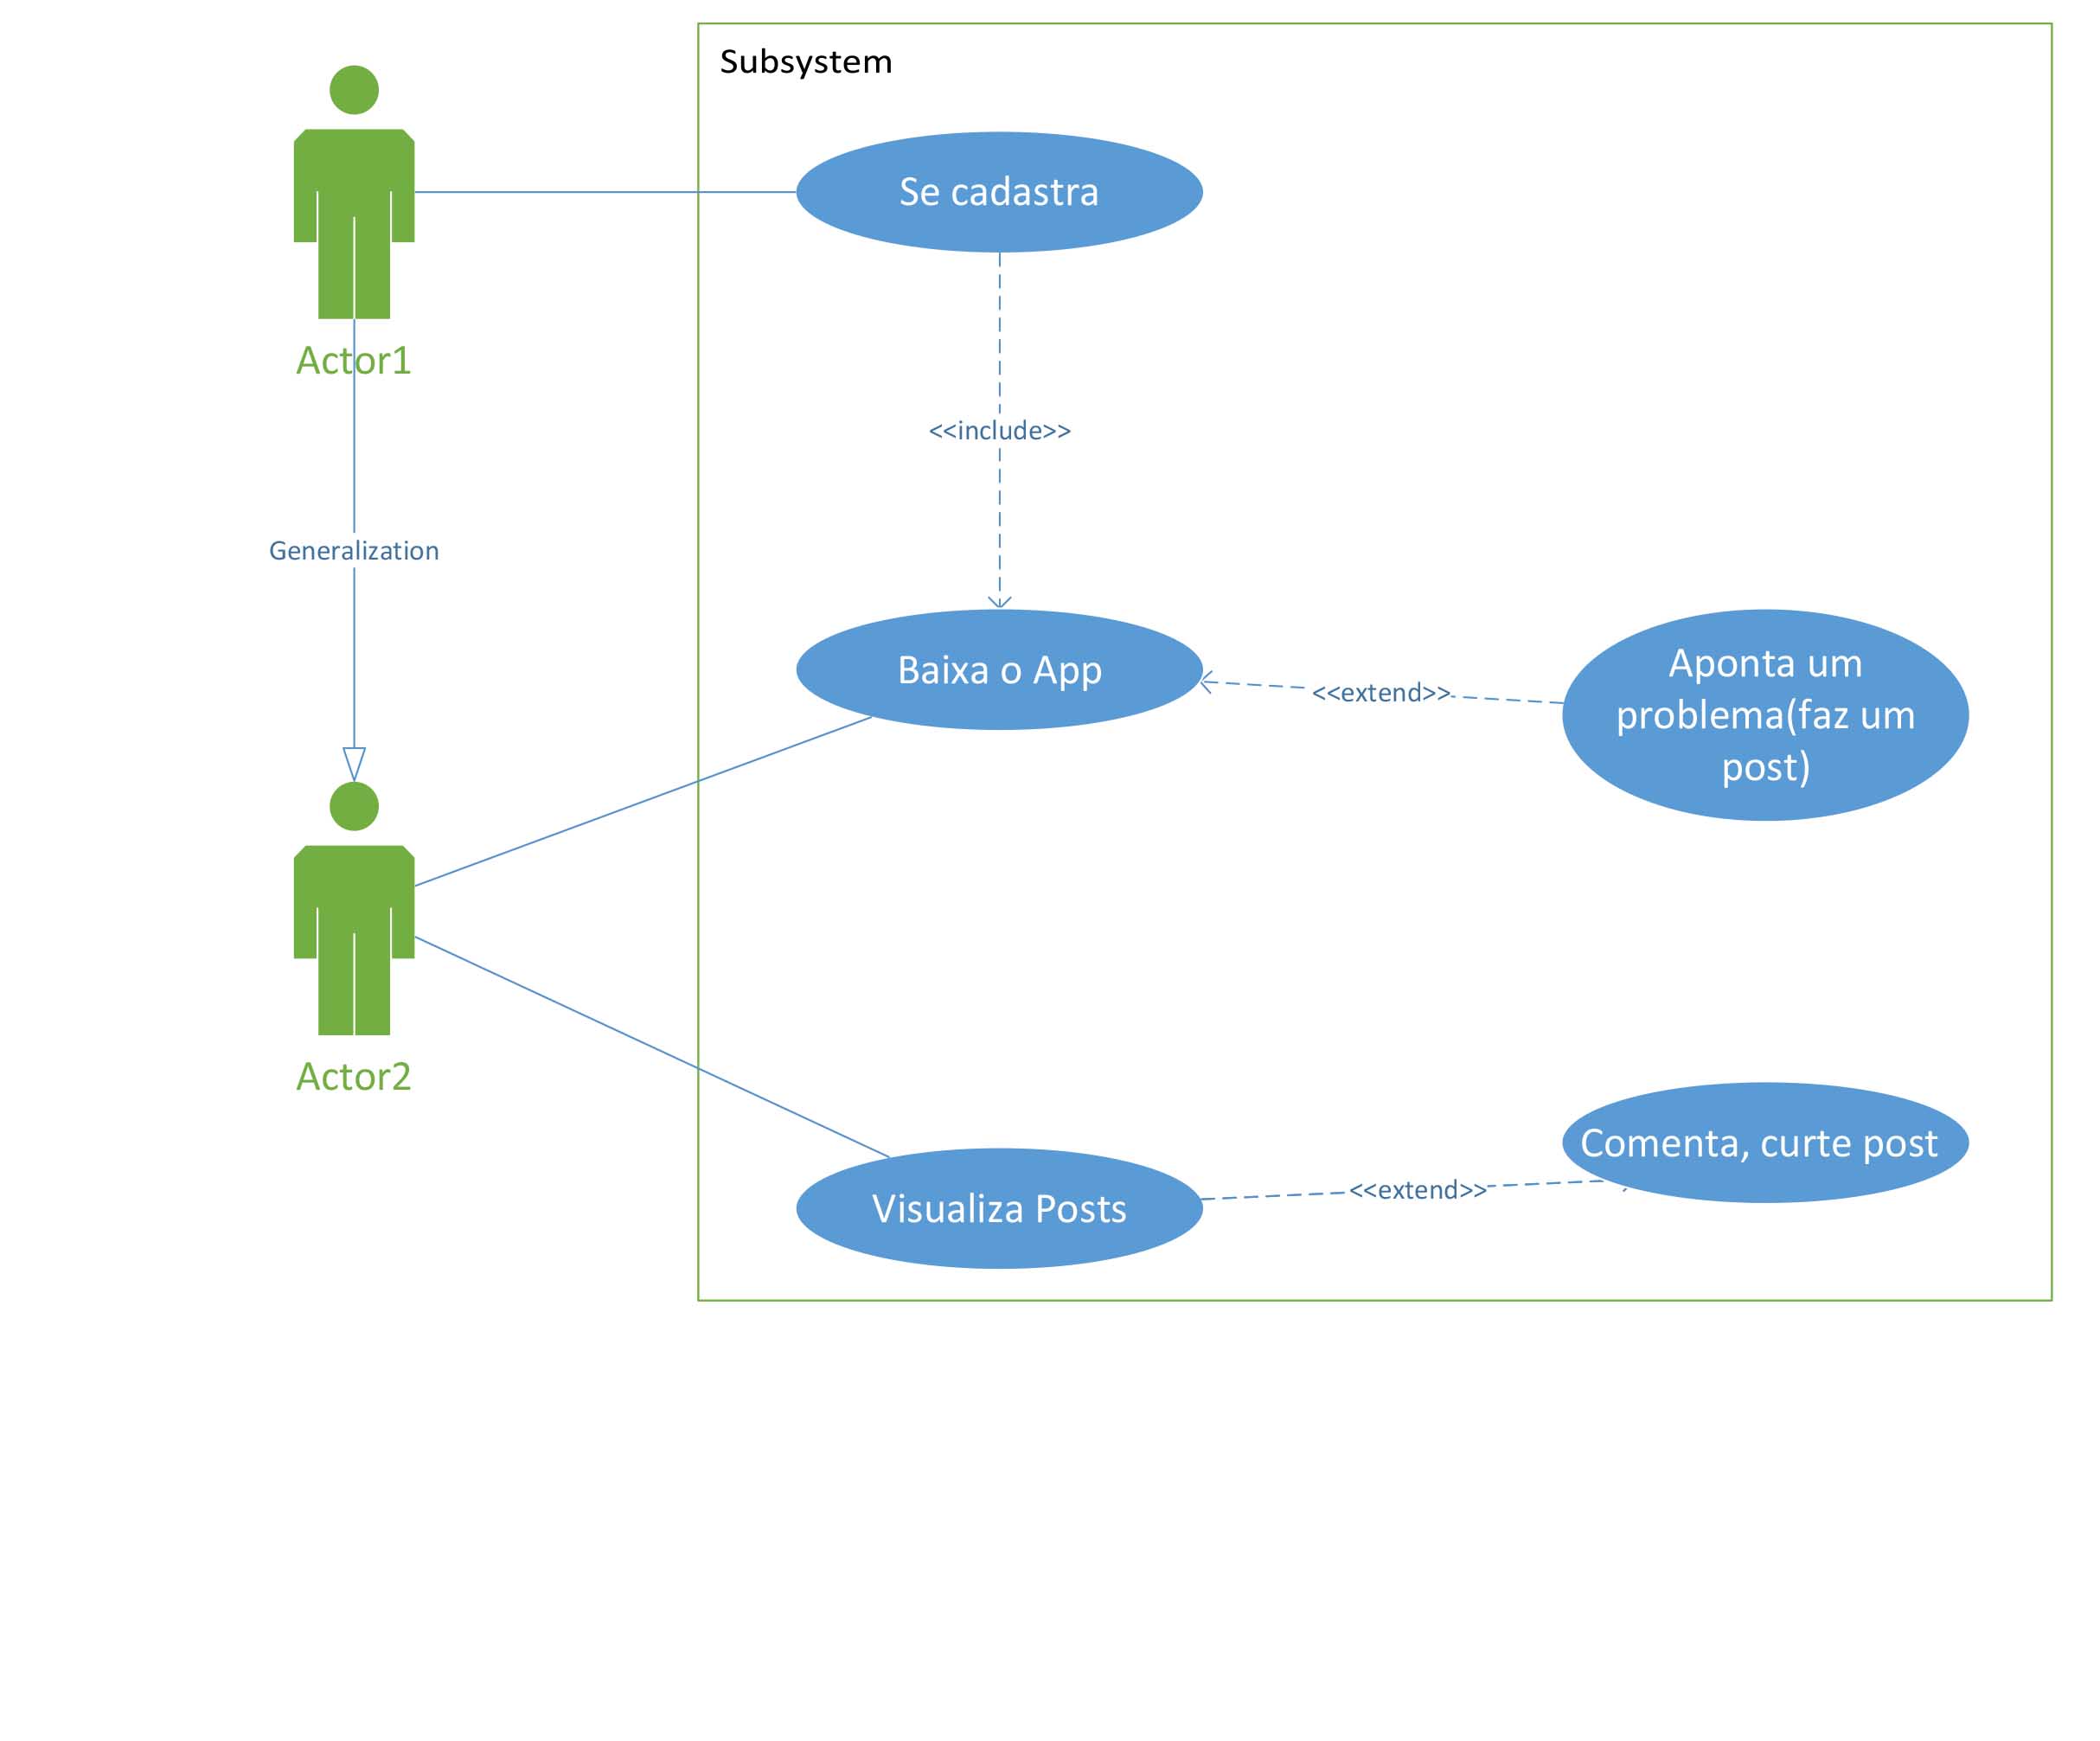 Subsystem
Se cadastra
Actor1
<<include>>
Generalization
Baixa o App
Aponta um
problema(faz um
post)
<<extend>>
Actor2
Comenta, curte post
<<extend>>
Visualiza Posts